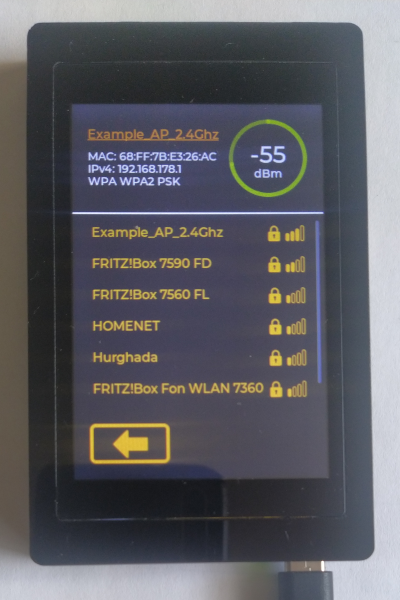 Example_AP_2.4Ghz
MAC: 68:FF:7B:E3:26:AC
IPv4: 192.168.178.1
WPA WPA2 PSK
-55
dBm
Example_AP_2.4Ghz
FRITZ!Box 7590 FD
FRITZ!Box 7560 FL
HOMENET
Hurghada
FRITZ!Box Fon WLAN 7360